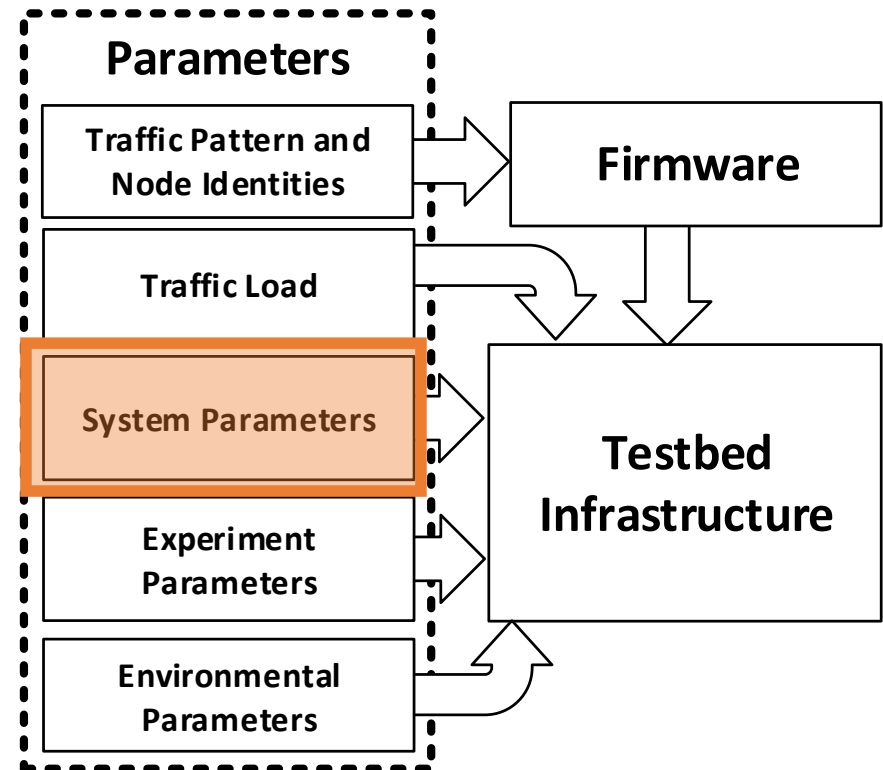 Parameters
Traffic Pattern and
Node Identities
Firmware
Traffic Load
System Parameters
Testbed
Infrastructure
Experiment
Parameters
Environmental
Parameters